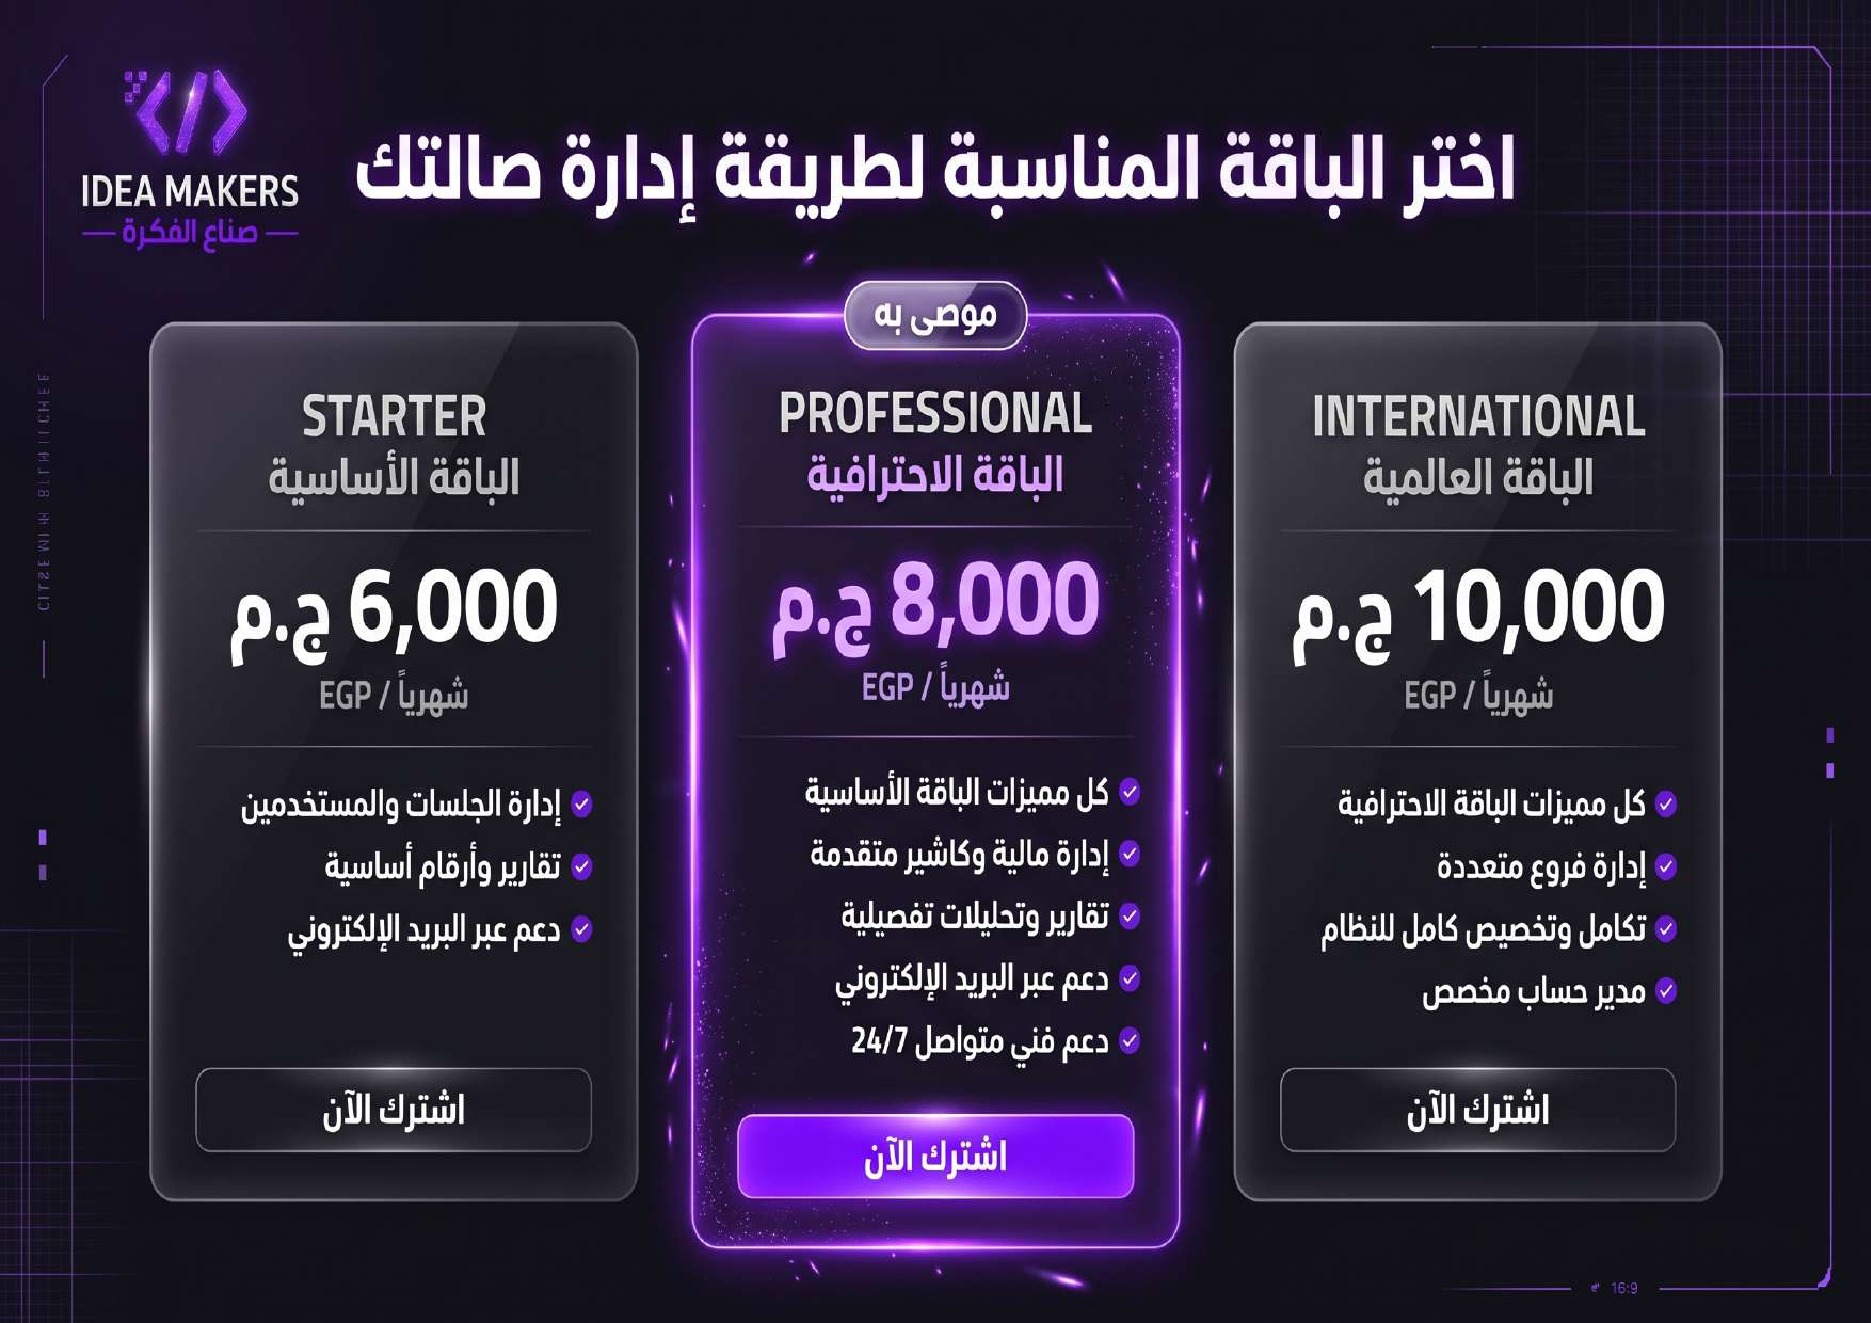 IDEA MAKERS
صناع الفكرة
اختر الباقة المناسبة لطريقة إدارة صالتك
STARTER
الباقة الأساسية
6,000 ج.م
شهرياً / EGP
إدارة الجلسات والمستخدمين
تقارير وأرقام أساسية
دعم عبر البريد الإلكتروني
اشترك الآن
موصى به
PROFESSIONAL
الباقة الاحترافية
8,000 ج.م
شهرياً / EGP
كل مميزات الباقة الأساسية
إدارة مالية وكاشير متقدمة
تقارير وتحليلات تفصيلية
دعم عبر البريد الإلكتروني
دعم فني متواصل 24/7
اشترك الآن
INTERNATIONAL
الباقة العالمية
10,000 ج.م
شهرياً / EGP
كل مميزات الباقة الاحترافية
إدارة فروع متعددة
تكامل وتخصيص كامل للنظام
مدير حساب مخصص
اشترك الآن
16:9